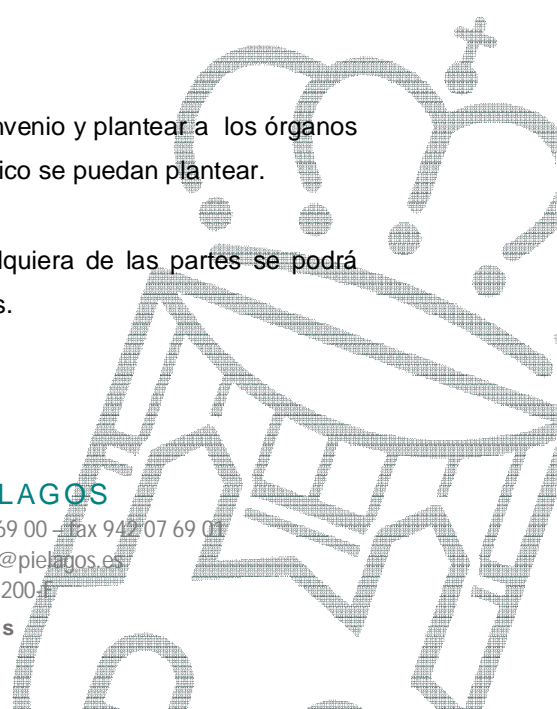 nvenio y plantear a los órganos
ico se puedan plantear.
lquiera de las partes se podrá
s.
LAGOS
69 00 – fax 942 07 69 01
@pielagos.es
200-F
s